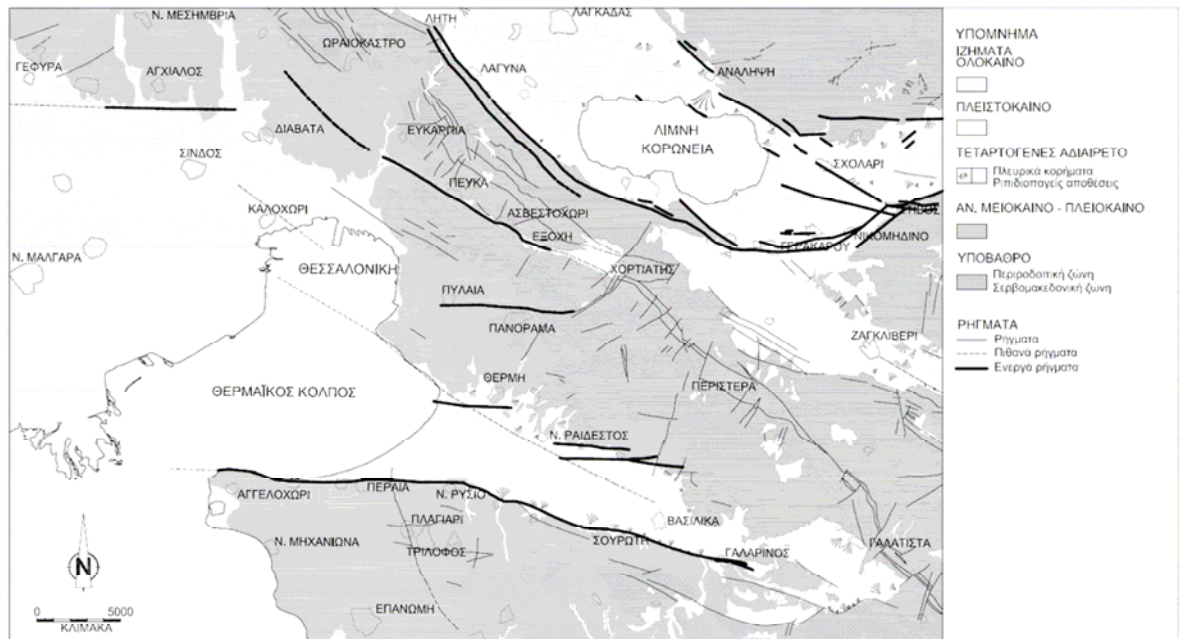 Ν. ΜΕΣΗΜΒΡΙΑ
ΛΗΤΗ
ΛΑΓΚΑΔΑΣ
ΩΡΑΙΟΚΑΣΤΡΟ
ΓΕΦΥΡΑ
ΑΓΧΙΑΛΟΣ
ΛΑΓΥΝΑ
ΑΝΑΛΗΨΗ
ΔΙΑΒΑΤΑ
ΕΥΚΑΡΠΙΑ
ΛΙΜΝΗ
ΚΟΡΩΝΕΙΑ
ΣΙΝΔΟΣ
ΣΧΟΛΑΡΙ
ΠΕΥΚΑ
ΚΑΛΟΧΩΡΙ
ΑΣΒΕΣΤΟΧΩΡΙ
ΕΞΟΧΗ
ΝΙΚΟΜΗΔΙΝΟ
ΓΕΡΑΚΑΡΟΥ
Ν. ΜΑΛΓΑΡΑ
ΘΕΣΣΑΛΟΝΙΚΗ
ΧΟΡΤΙΑΤΗΣ
ΠΥΛΑΙΑ
ΠΑΝΟΡΑΜΑ
ΖΑΓΚΛΙΒΕΡΙ
ΘΕΡΜΗ
ΠΕΡΙΣΤΕΡΑ
ΘΕΡΜΑΪΚΟΣ ΚΟΛΠΟΣ
Ν. ΡΑΙΔΕΣΤΟΣ
ΑΓΓΕΛΟΧΩΡΙ
ΠΕΡΑΙΑ
Ν. ΡΥΣΙΟ
ΠΛΑΓΙΑΡΙ
ΒΑΣΙΛΙΚΑ
Ν. ΜΗΧΑΝΙΩΝΑ
ΤΡΙΛΟΦΟΣ
ΣΟΥΡΩΤΗ
ΓΑΛΑΡΙΝΟΣ
ΓΑΛΑΤΙΣΤΑ
ΕΠΑΝΩΜΗ
N
0 5000
ΚΛΙΜΑΚΑ
ΥΠΟΜΝΗΜΑ
ΙΖΗΜΑΤΑ
ΟΛΟΚΑΙΝΟ
ΠΛΕΙΣΤΟΚΑΙΝΟ
ΤΕΤΑΡΤΟΓΕΝΕΣ ΑΔΙΑΙΡΕΤΟ
Πλευρικά κορήματα
Ριπιδιοπαγείς αποθέσεις
ΑΝ. ΜΕΙΟΚΑΙΝΟ - ΠΛΕΙΟΚΑΙΝΟ
ΥΠΟΒΑΘΡΟ
Περιροδοπική ζώνη
Σερβομακεδονική ζώνη
ΡΗΓΜΑΤΑ
Ρήγματα
Πιθανά ρήγματα
Ενεργά ρήγματα